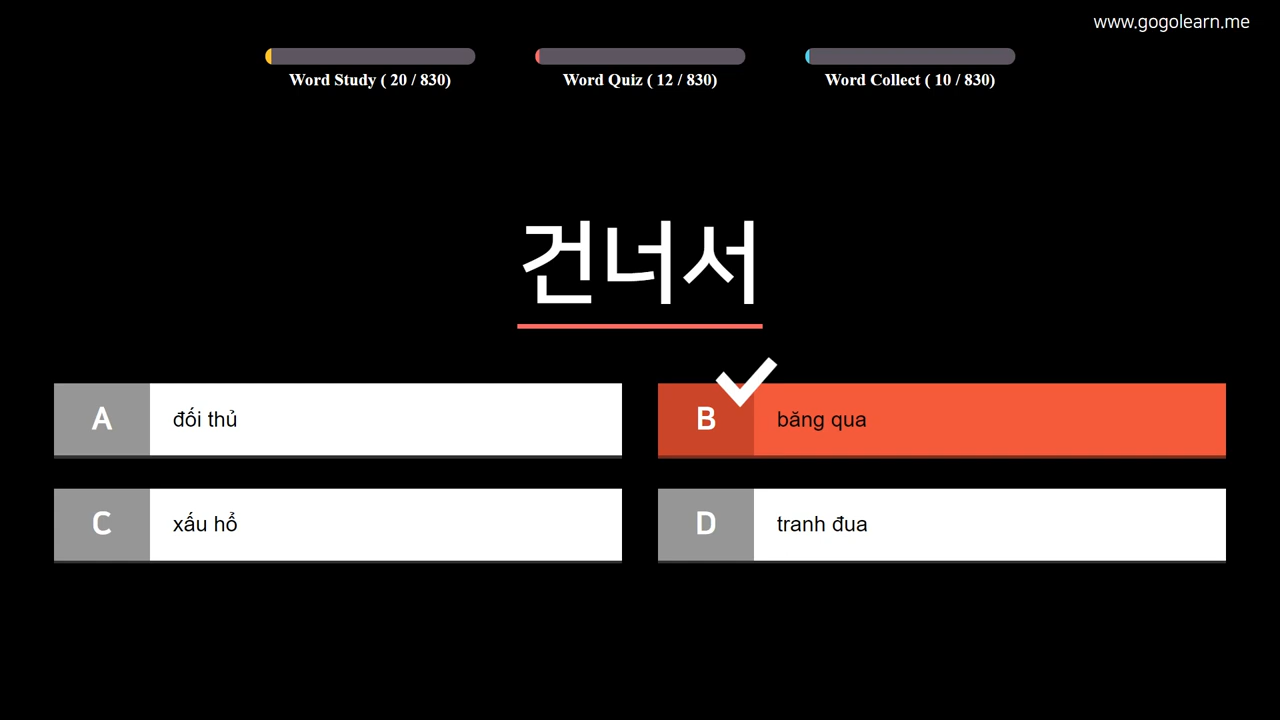 www.gogolearn.me
Word Study ( 20 / 830)
Word Quiz ( 12 / 830)
Word Collect ( 10 / 830)
건너서
A đối thủ
B băng qua
C xấu hổ
D tranh đua